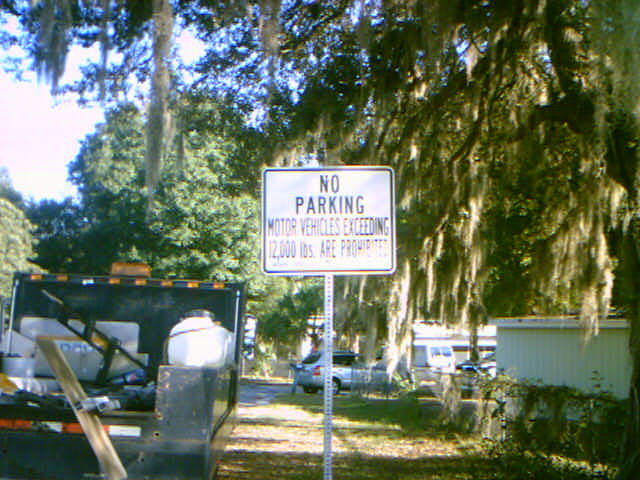 NO
PARKING
MOTOR VEHICLES EXCEEDING
12,000 lbs. ARE PROHIBITED